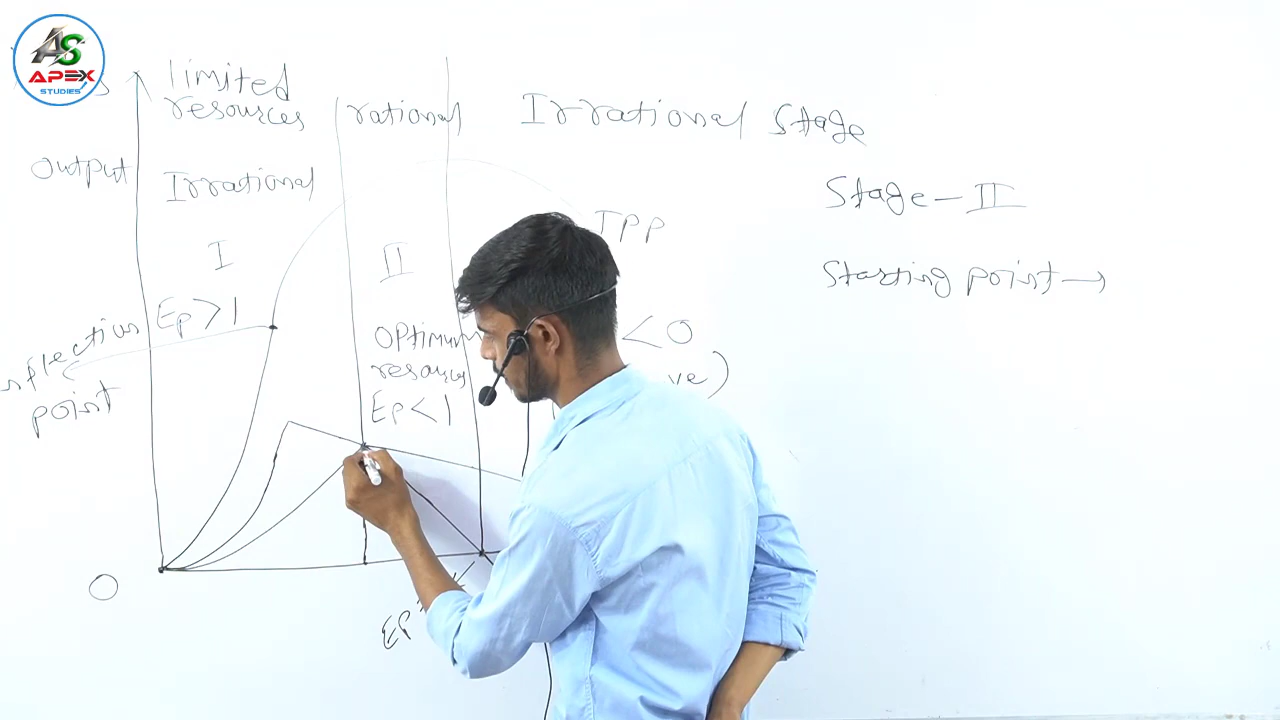 AS
APEX
STUDIES
limited
resources
rational
Irrational Stage
Output
Irrational
Stage - II
TPP
I
II
Starting point →
Ep > 1
Optimum
< 0
resources
ve)
point
Ep < 1
O
Ep